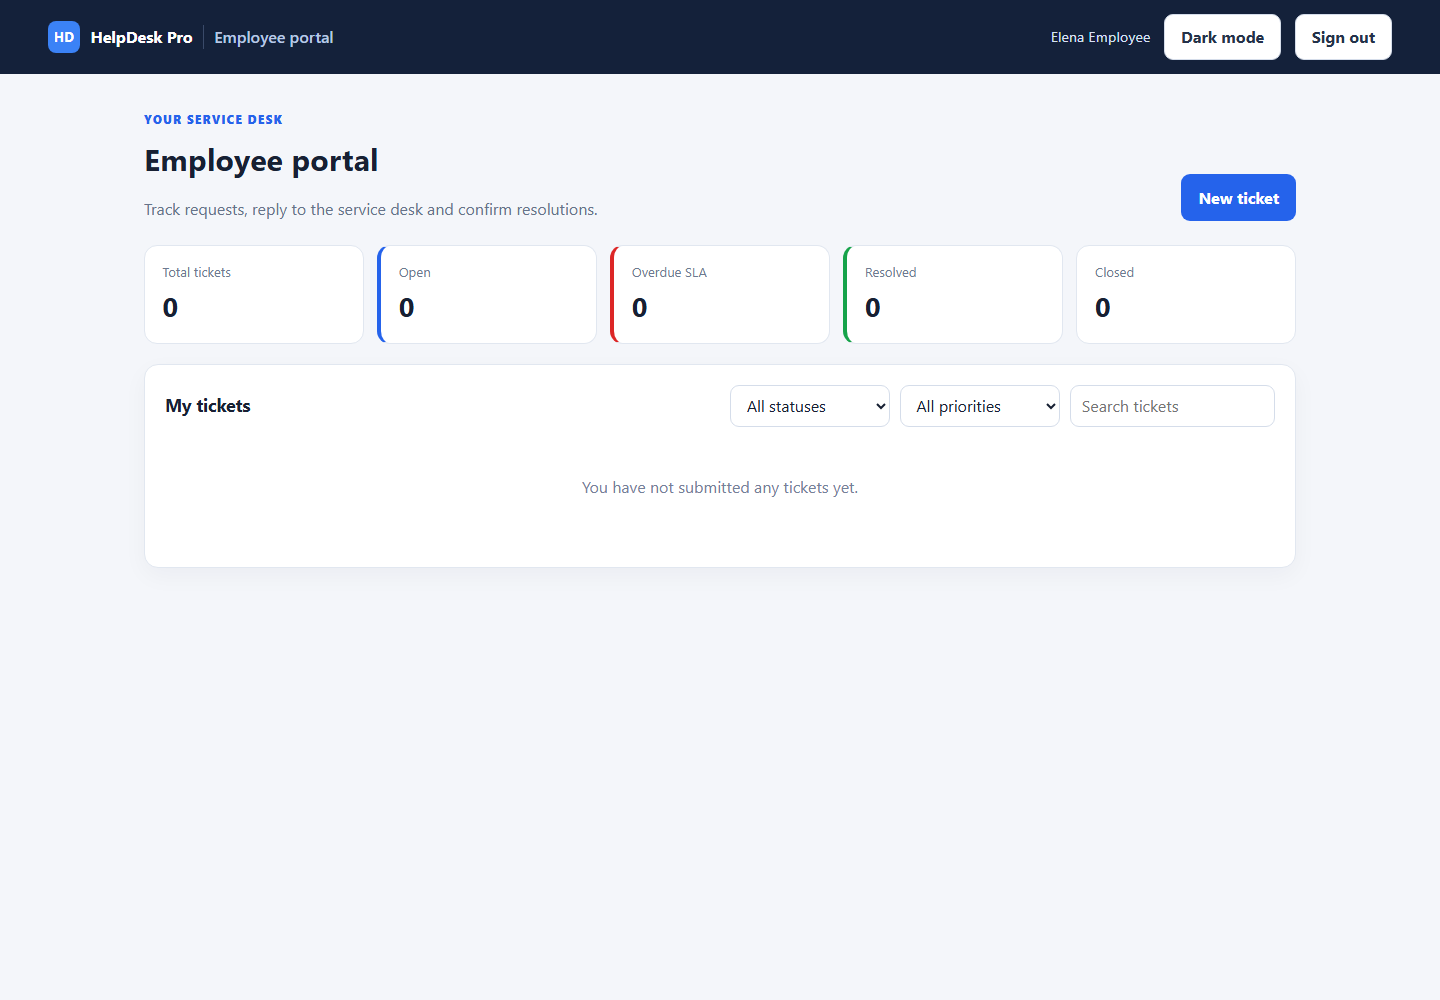 HD HelpDesk Pro Employee portal Elena Employee Dark mode Sign out
YOUR SERVICE DESK
Employee portal
Track requests, reply to the service desk and confirm resolutions.
New ticket
Total tickets
0
Open
0
Overdue SLA
0
Resolved
0
Closed
0
My tickets All statuses All priorities Search tickets
You have not submitted any tickets yet.